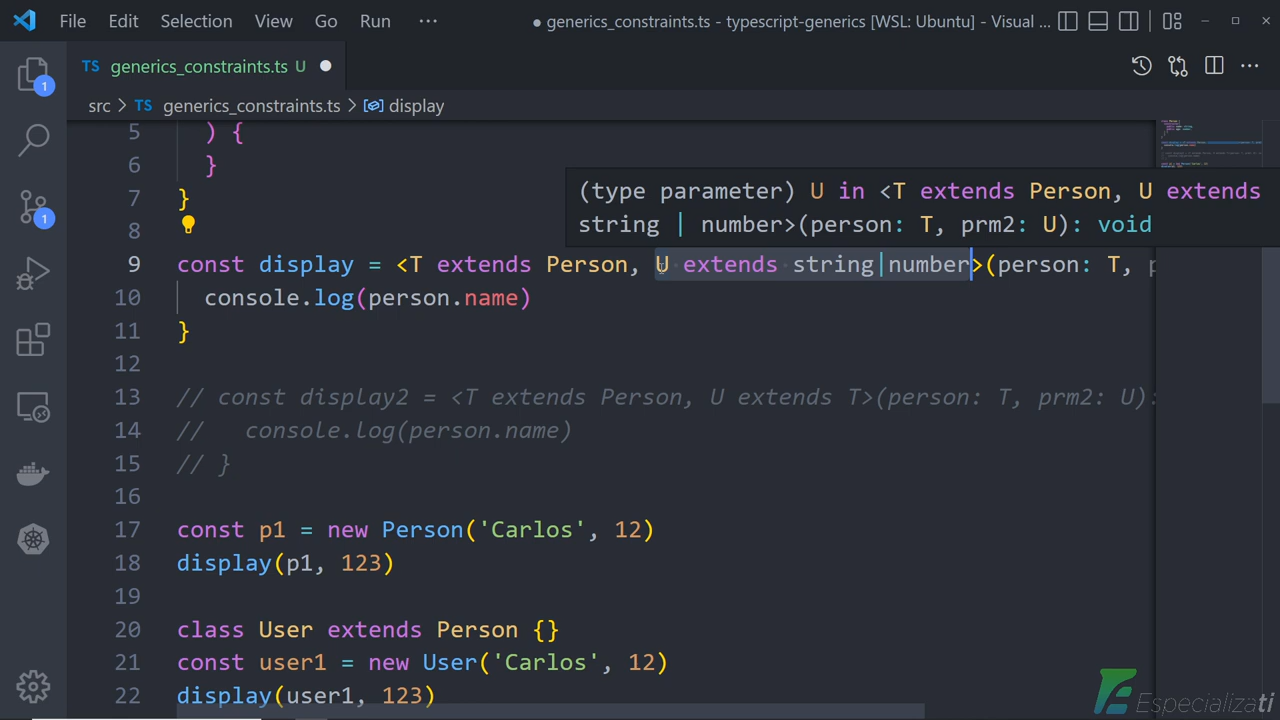 File Edit Selection View Go Run ··· ● generics_constraints.ts - typescript-generics [WSL: Ubuntu] - Visual ...
TS generics_constraints.ts U ●
src > TS generics_constraints.ts > display
1
1
5 ) {
6 }
7 }
8
(type parameter) U in <T extends Person, U extends
string | number>(person: T, prm2: U): void
9 const display = <T extends Person, U extends string|number>(person: T,
10 console.log(person.name)
11 }
12
13 // const display2 = <T extends Person, U extends T>(person: T, prm2: U):
14 // console.log(person.name)
15 // }
16
17 const p1 = new Person('Carlos', 12)
18 display(p1, 123)
19
20 class User extends Person {}
21 const user1 = new User('Carlos', 12)
22 display(user1, 123)
Especializati